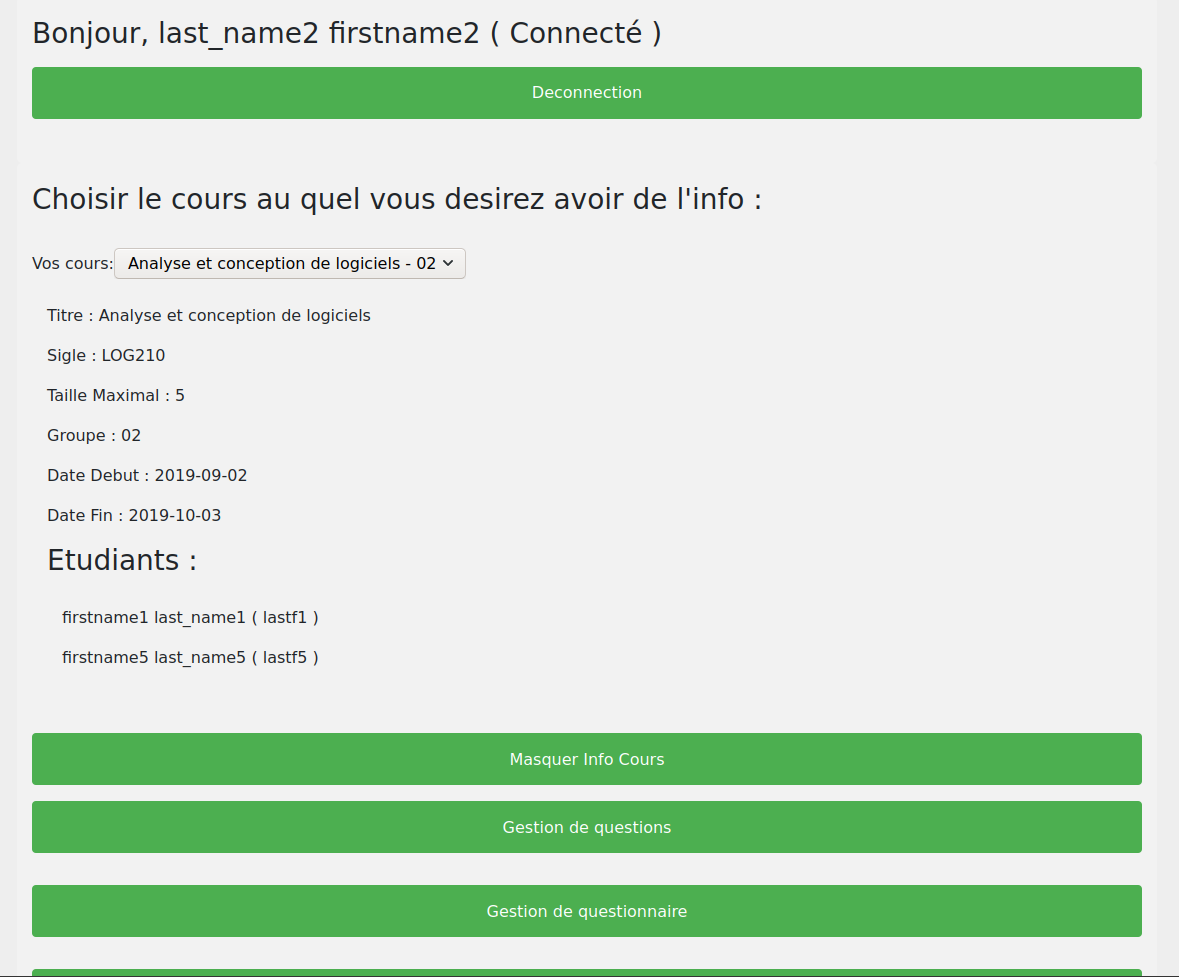 Bonjour, last_name2 firstname2 ( Connecté )
Deconnection
Choisir le cours au quel vous desirez avoir de l'info :
Vos cours: Analyse et conception de logiciels - 02
Titre : Analyse et conception de logiciels
Sigle : LOG210
Taille Maximal : 5
Groupe : 02
Date Debut : 2019-09-02
Date Fin : 2019-10-03
Etudiants :
firstname1 last_name1 ( lastf1 )
firstname5 last_name5 ( lastf5 )
Masquer Info Cours
Gestion de questions
Gestion de questionnaire